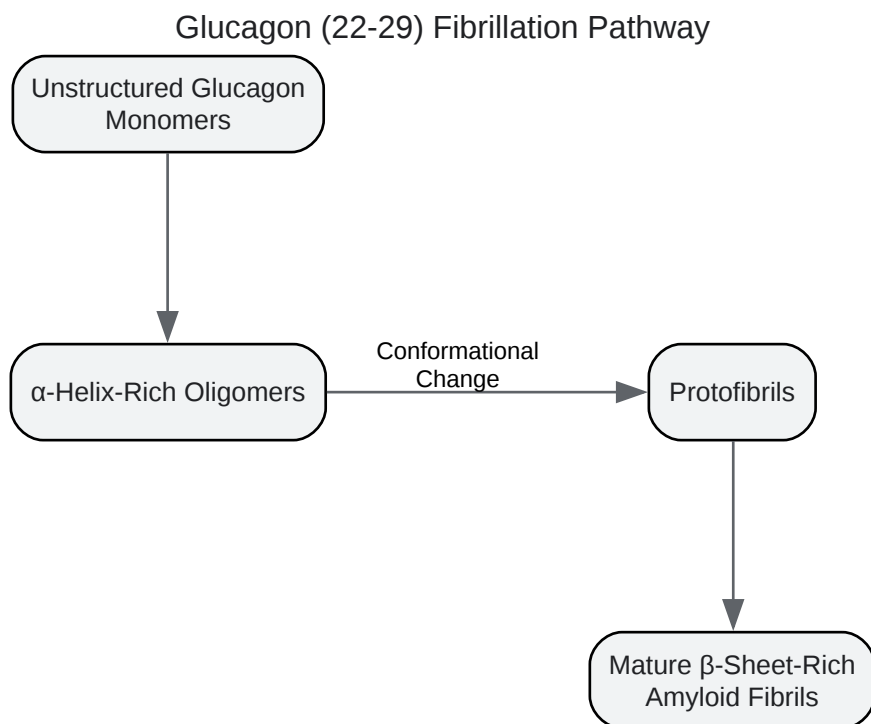 Glucagon (22-29) Fibrillation Pathway
Unstructured Glucagon
Monomers
α-Helix-Rich Oligomers
Conformational
Change
Protofibrils
Mature β-Sheet-Rich
Amyloid Fibrils